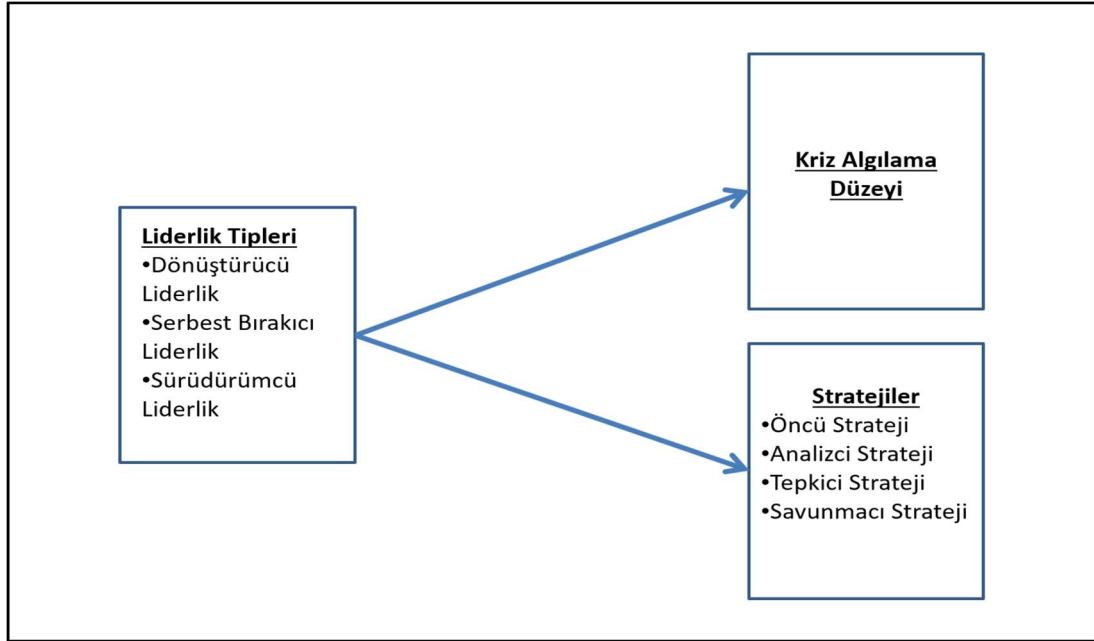 Liderlik Tipleri
•Dönüştürücü
Liderlik
•Serbest Bırakıcı
Liderlik
•Sürüdürümcü
Liderlik
Kriz Algılama
Düzeyi
Stratejiler
•Öncü Strateji
•Analizci Strateji
•Tepkici Strateji
•Savunmacı Strateji